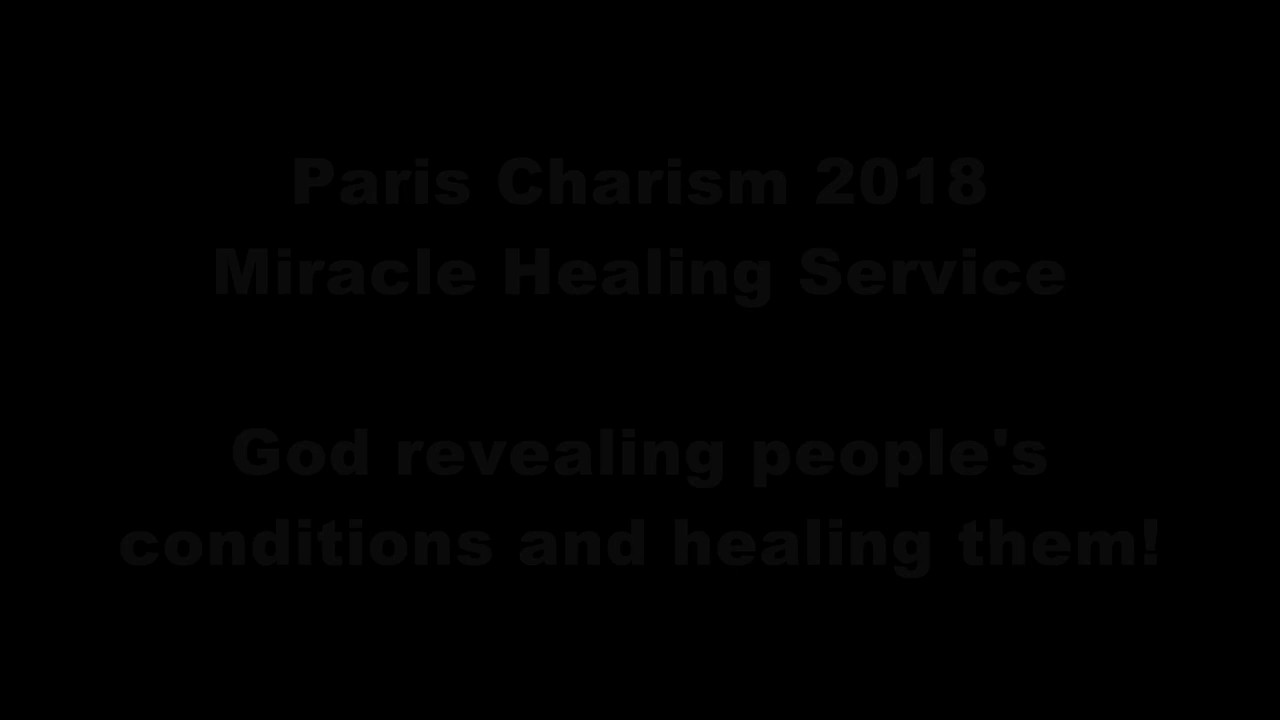 Paris Charism 2018
Miracle Healing Service
God revealing people's
conditions and healing them!